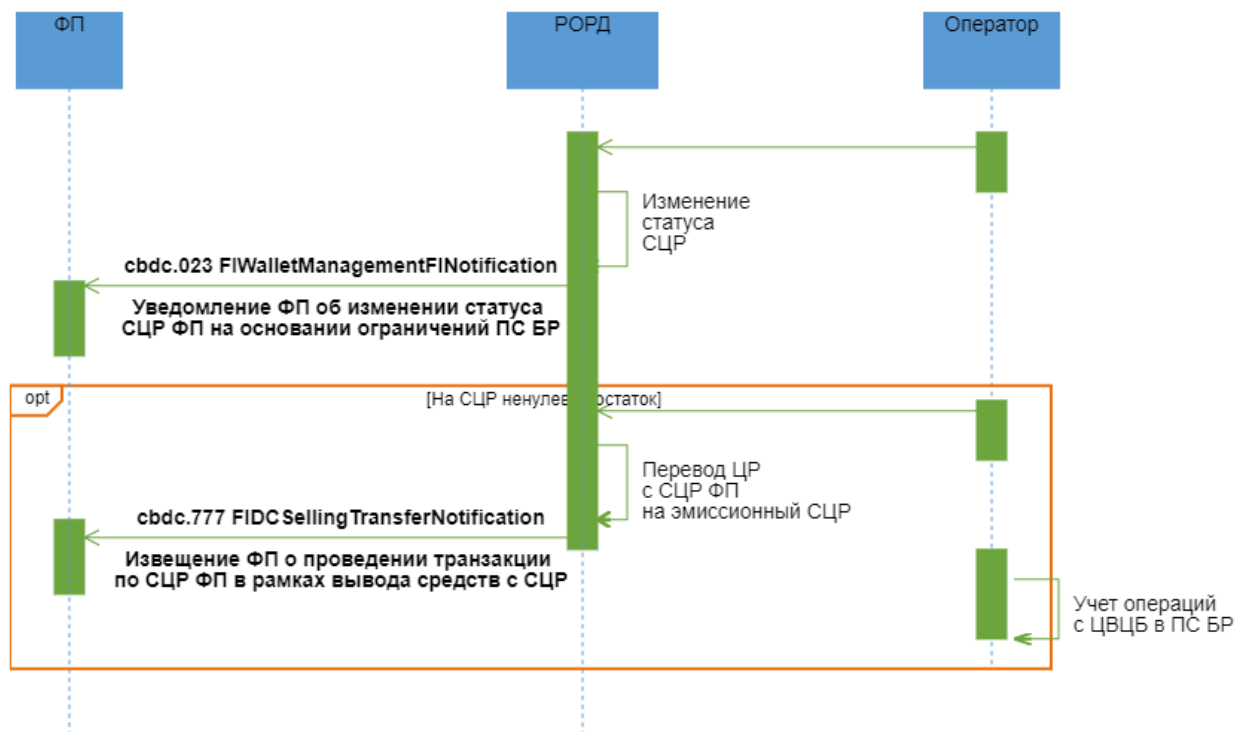 ФП
РОРД
Оператор
Изменение
статуса
СЦР
cbdc.023 FIWalletManagementFINotification
Уведомление ФП об изменении статуса
СЦР ФП на основании ограничений ПС БР
opt
[На СЦР ненулев остаток]
Перевод ЦР
с СЦР ФП
на эмиссионный СЦР
cbdc.777 FIDCSellingTransferNotification
Извещение ФП о проведении транзакции
по СЦР ФП в рамках вывода средств с СЦР
Учет операций
с ЦВЦБ в ПС БР